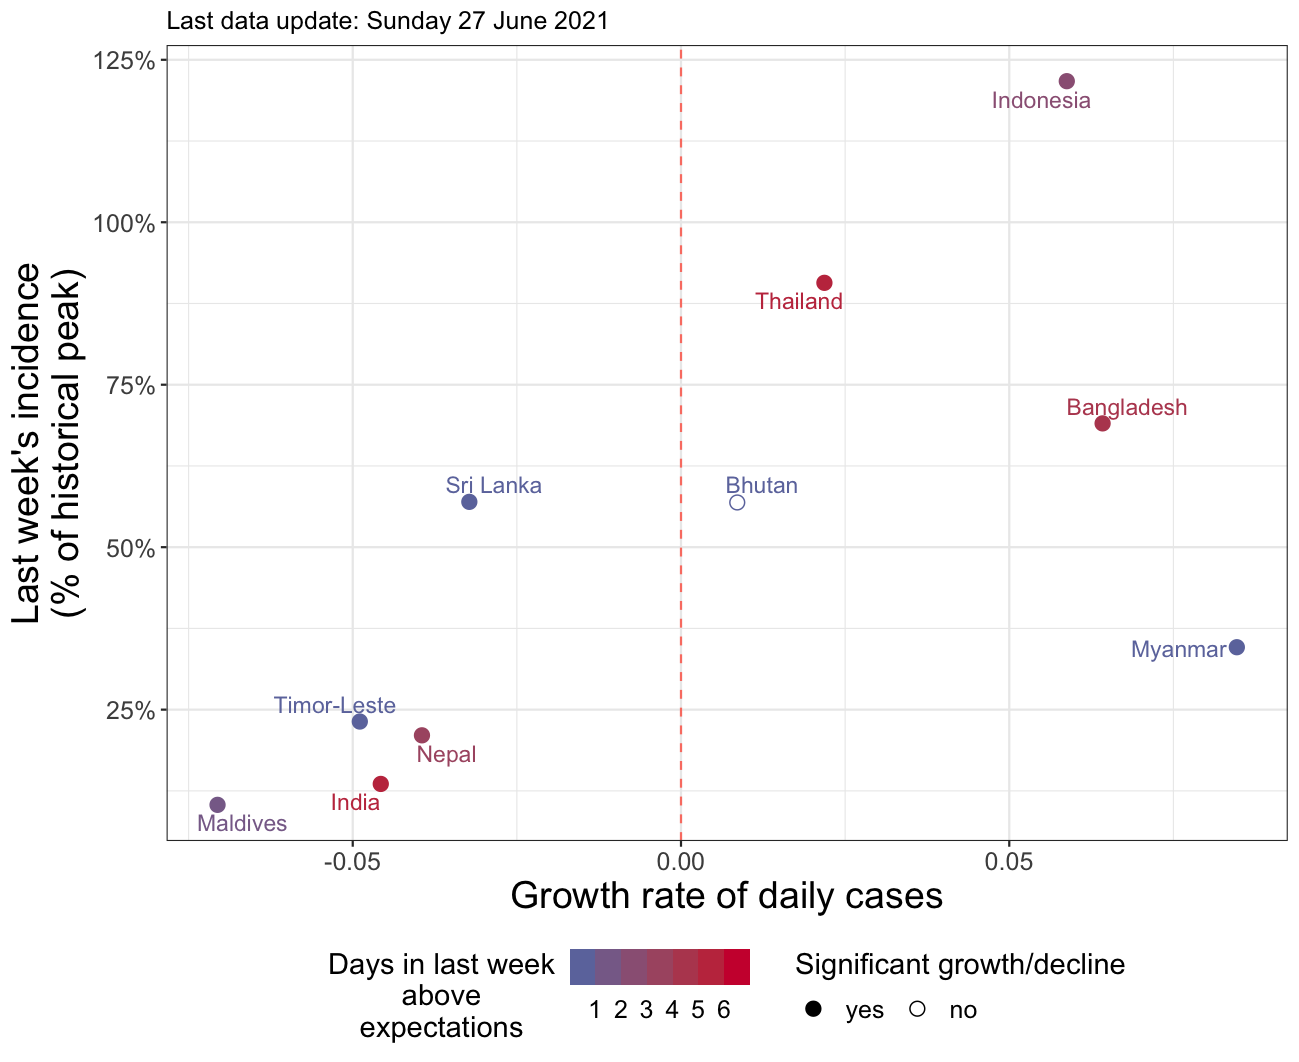 Last data update: Sunday 27 June 2021
125%
100%
75%
50%
25%
Last week's incidence
(% of historical peak)
Indonesia
Thailand
Bangladesh
Sri Lanka
Bhutan
Myanmar
Timor-Leste
Nepal
India
Maldives
-0.05 0.00 0.05
Growth rate of daily cases
Days in last week
above
expectations
1 2 3 4 5 6
Significant growth/decline
yes no